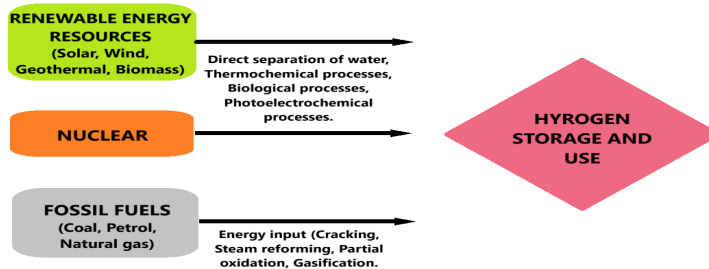 RENEWABLE ENERGY
RESOURCES
(Solar, Wind,
Geothermal, Biomass)
Direct separation of water,
Thermochemical processes,
Biological processes,
Photoelectrochemical
processes.
NUCLEAR
HYROGEN
STORAGE AND
USE
FOSSIL FUELS
(Coal, Petrol,
Natural gas)
Energy input (Cracking,
Steam reforming, Partial
oxidation, Gasification.